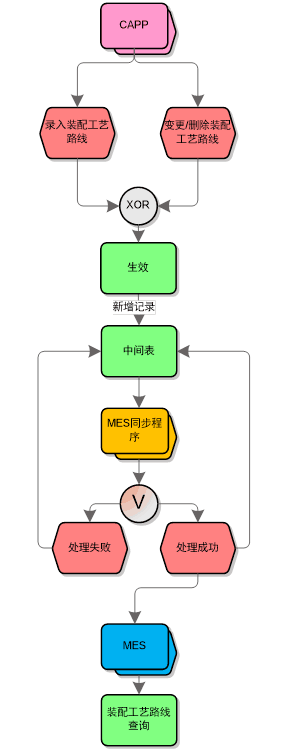 CAPP
录入装配工艺
路线
变更/删除装配
工艺路线
XOR
生效
新增记录
中间表
MES同步程
序
V
处理失败
处理成功
MES
装配工艺路线
查询